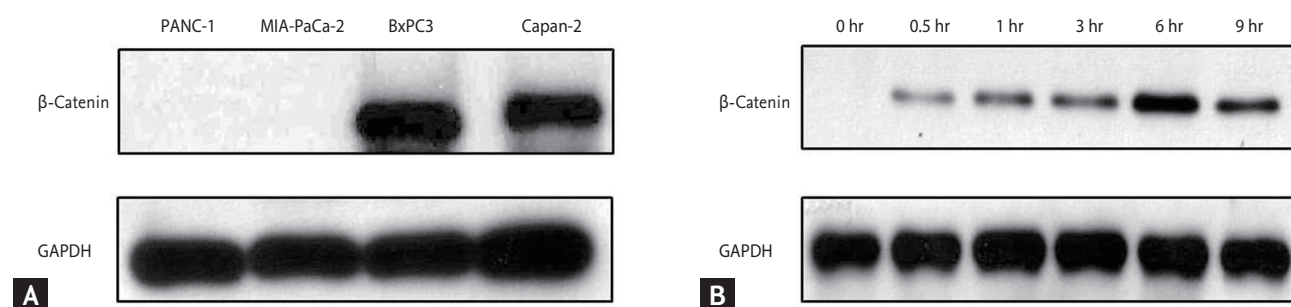 PANC-1 MIA-PaCa-2 BxPC3 Capan-2
β-Catenin
GAPDH
A
0 hr 0.5 hr 1 hr 3 hr 6 hr 9 hr
β-Catenin
GAPDH
B